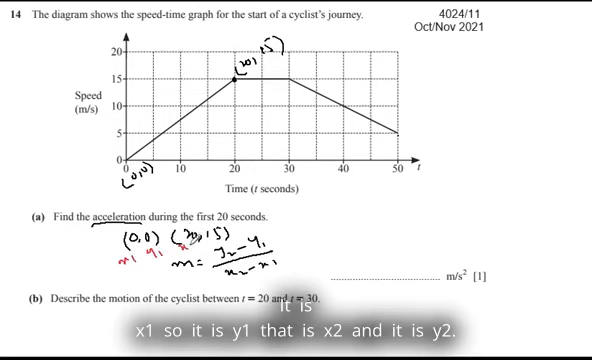 14 The diagram shows the speed-time graph for the start of a cyclist's journey.
4024/11
Oct/Nov 2021
(20, 15)
20
15
10
5
0
Speed
(m/s)
0 10 20 30 40 50 t
(0,0)
Time (t seconds)
(a) Find the acceleration during the first 20 seconds.
(0,0) (20, 15)
x1 y1 x
m = y2 - y1
x2 - x1
m/s² [1]
(b) Describe the motion of the cyclist between t = 20 and t = 30.
It is
x1 so it is y1 that is x2 and it is y2.